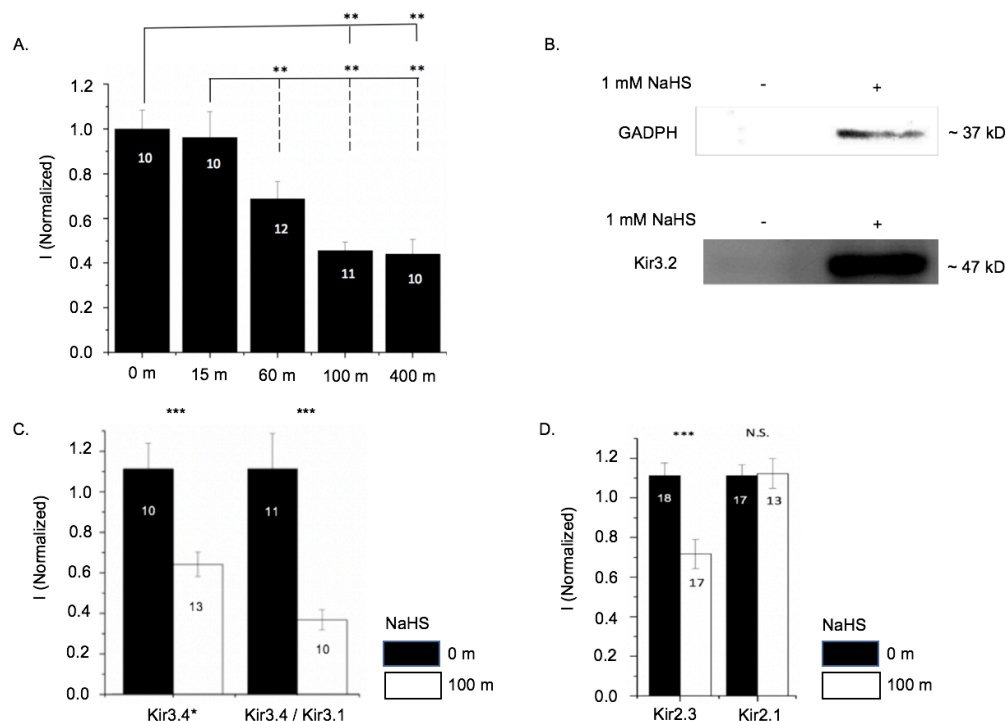 A.
** **
** ** **
I (Normalized)
1.2
1.0
0.8
0.6
0.4
0.2
0.0
10
10
12
11
10
0 m 15 m 60 m 100 m 400 m
B.
1 mM NaHS - +
GADPH ~ 37 kD
1 mM NaHS - +
Kir3.2 ~ 47 kD
C.
*** ***
I (Normalized)
1.2
1.0
0.8
0.6
0.4
0.2
0.0
10
13
11
10
Kir3.4* Kir3.4 / Kir3.1
NaHS
0 m
100 m
D.
*** N.S.
I (Normalized)
1.2
1.0
0.8
0.6
0.4
0.2
0.0
18
17
17
13
Kir2.3 Kir2.1
NaHS
0 m
100 m